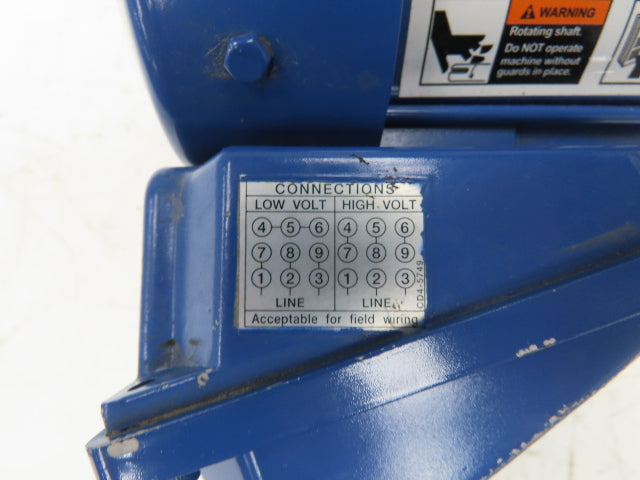 WARNING
Rotating shaft.
Do NOT operate
machine without
guards in place.
CONNECTIONS
LOW VOLT HIGH VOLT
4 5 6 4 5 6
7 8 9 7 8 9
1 2 3 1 2 3
LINE LINE
CD4-5749
Acceptable for field wiring